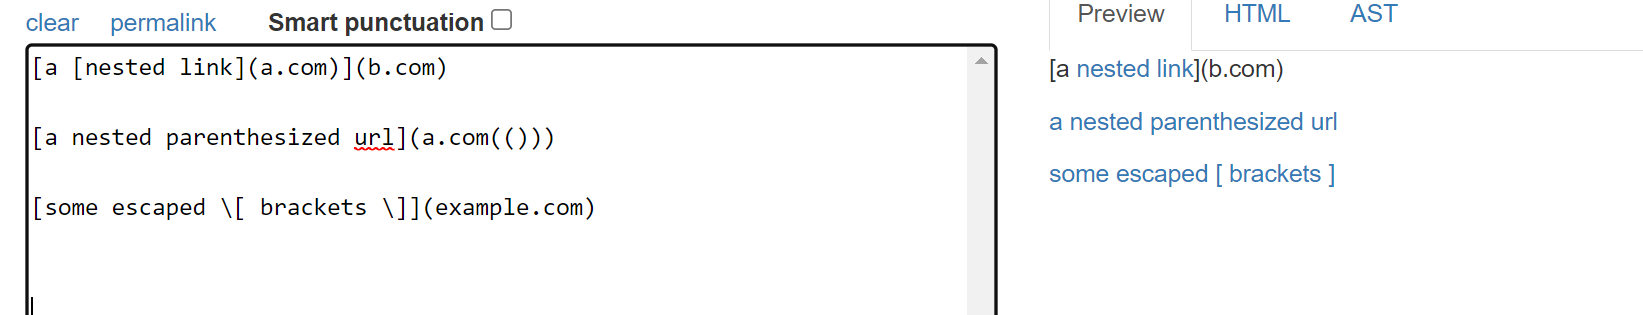 clear permalink Smart punctuation Preview HTML AST
[a [nested link](a.com)](b.com)
[a nested parenthesized url](a.com(()))
[some escaped \[ brackets \]](example.com)
[a nested link](b.com)
a nested parenthesized url
some escaped [ brackets ]